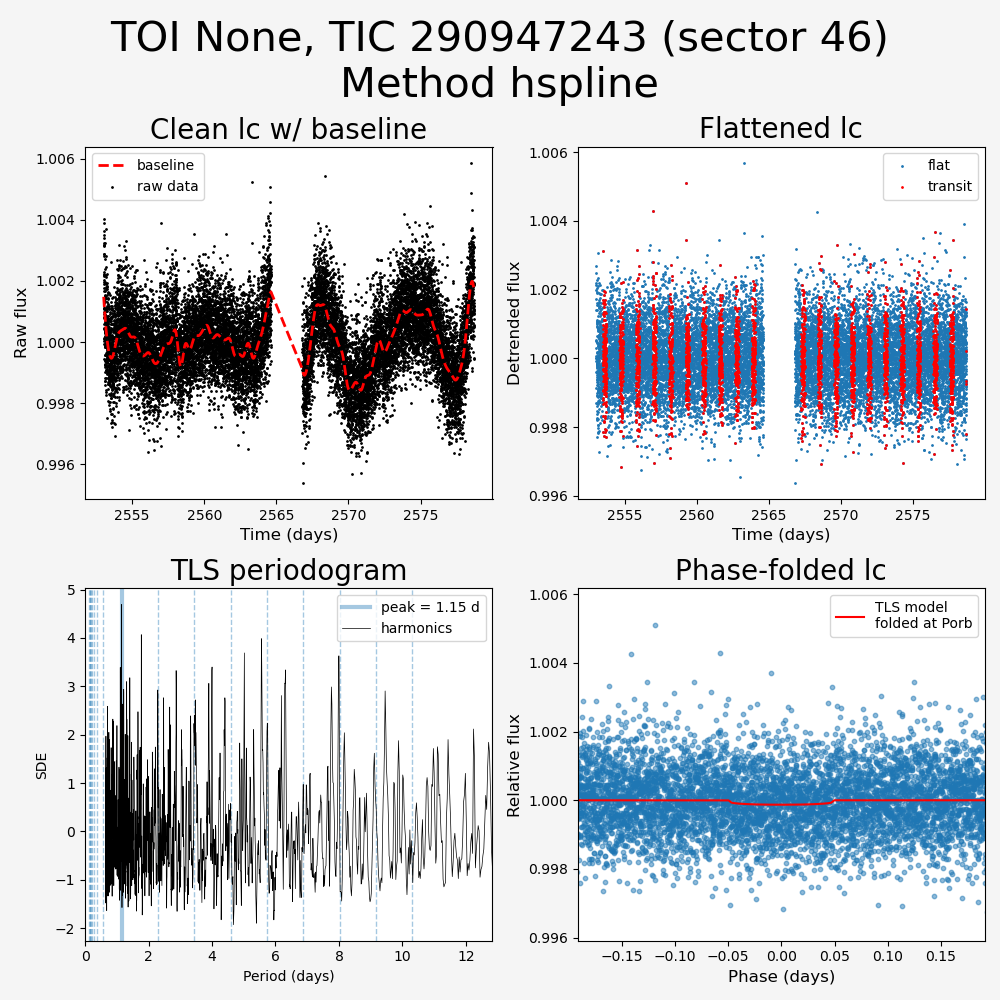 TOI None, TIC 290947243 (sector 46)
Method hspline
Clean lc w/ baseline
baseline
raw data
1.006
1.004
1.002
1.000
0.998
0.996
Raw flux
2555
2560
2565
2570
2575
Time (days)
Flattened lc
flat
transit
1.006
1.004
1.002
1.000
0.998
0.996
Detrended flux
2555
2560
2565
2570
2575
Time (days)
TLS periodogram
peak = 1.15 d
harmonics
5
4
3
2
1
0
−1
−2
SDE
0
2
4
6
8
10
12
Period (days)
Phase-folded lc
TLS model
folded at Porb
1.006
1.004
1.002
1.000
0.998
0.996
Relative flux
−0.15
−0.10
−0.05
0.00
0.05
0.10
0.15
Phase (days)